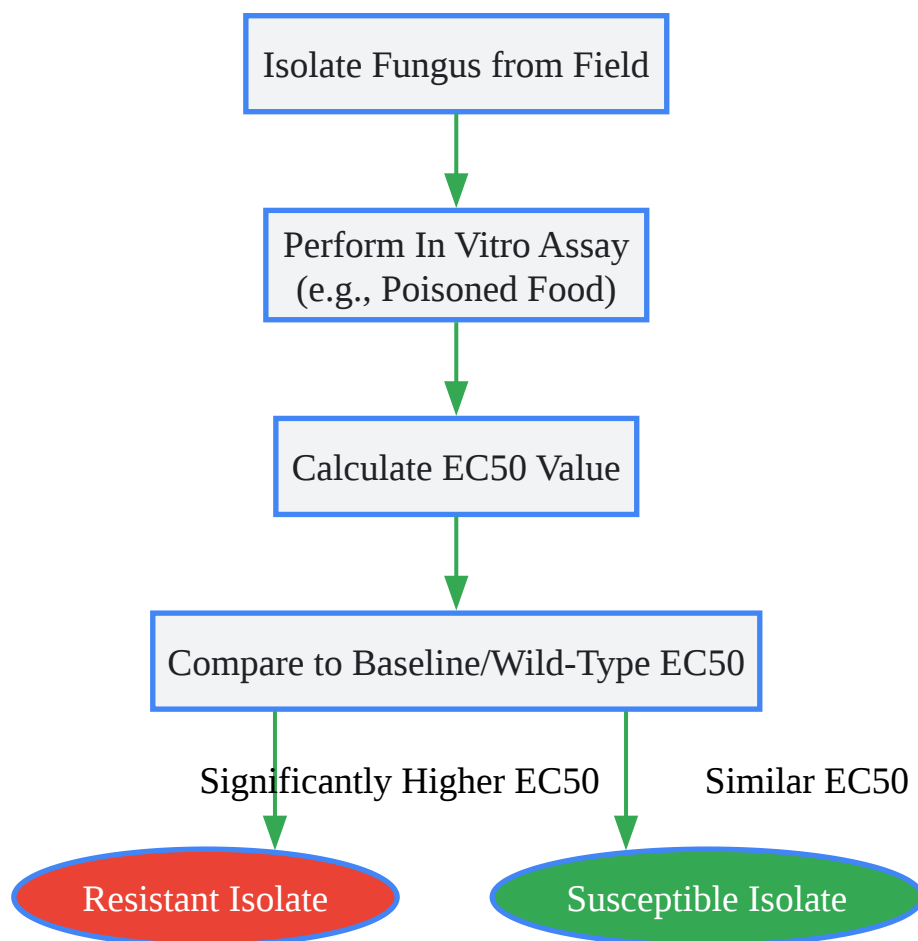 Isolate Fungus from Field
Perform In Vitro Assay
(e.g., Poisoned Food)
Calculate EC50 Value
Compare to Baseline/Wild-Type EC50
Significantly Higher EC50
Similar EC50
Resistant Isolate
Susceptible Isolate